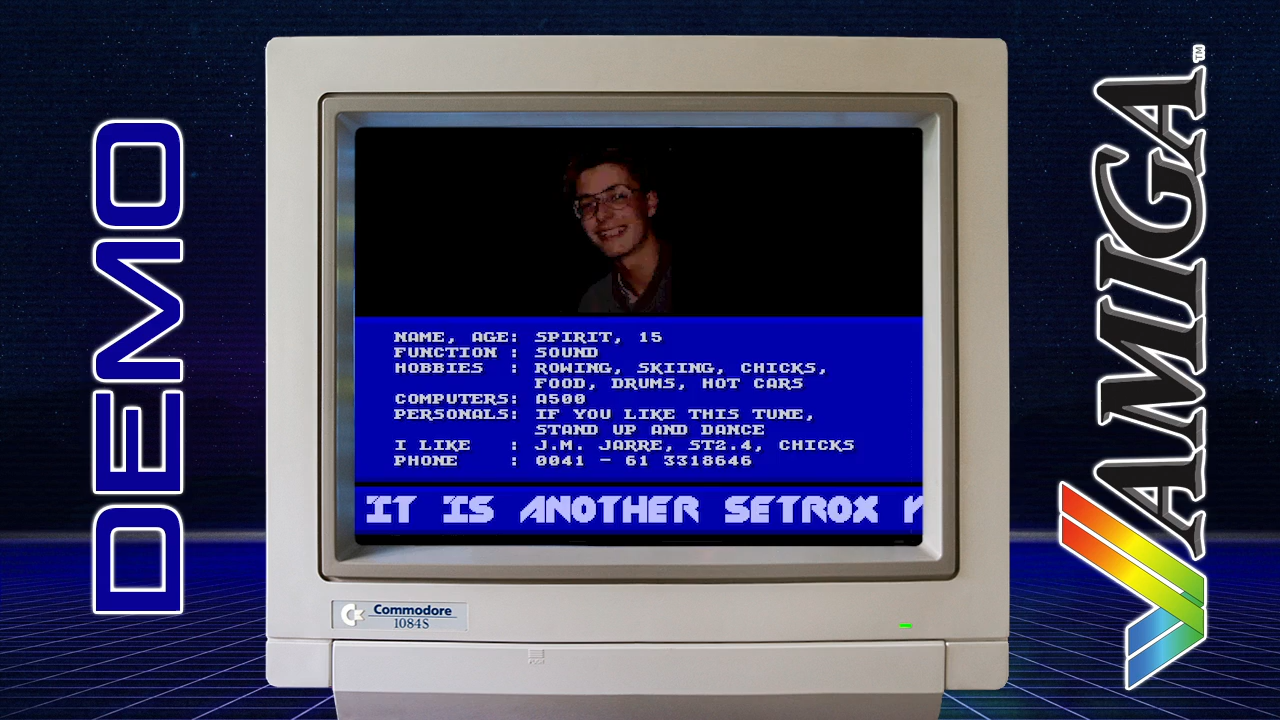 DEMO
NAME, AGE: SPIRIT, 15
FUNCTION : SOUND
HOBBIES : ROWING, SKIING, CHICKS,
FOOD, DRUMS, HOT CARS
COMPUTERS: A500
PERSONALS: IF YOU LIKE THIS TUNE,
STAND UP AND DANCE
I LIKE : J.M. JARRE, ST2.4, CHICKS
PHONE : 0041 - 61 3318646
IT IS ANOTHER SETROX
Commodore
1084S
AMIGA™